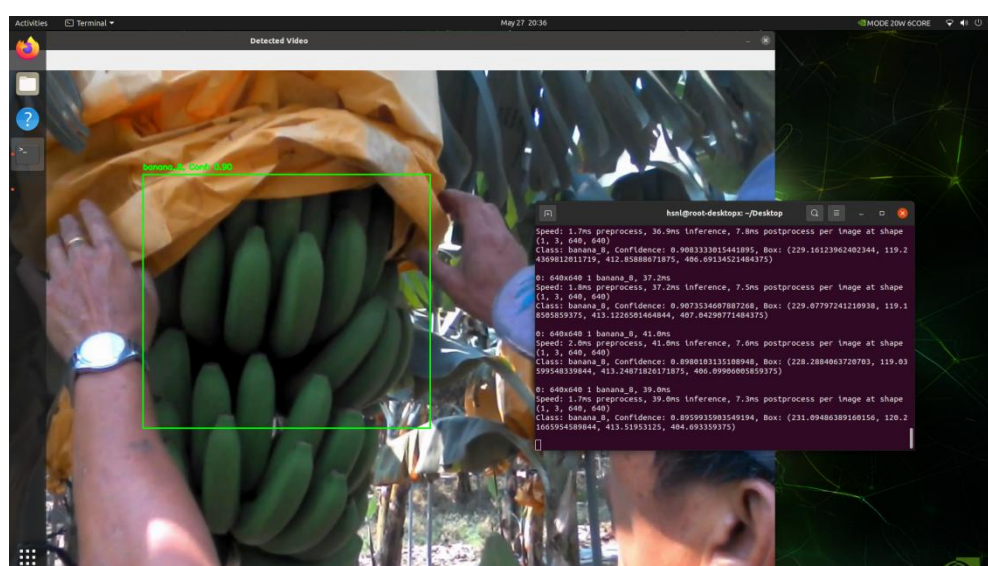 Activities
Terminal
May 27 20:36
MODE 20W 6CORE
Detected Video
banana_8, Conf: 0.90
hsnl@root-desktopx: ~/Desktop
Speed: 1.7ms preprocess, 36.9ms inference, 7.8ms postprocess per image at shape
(1, 3, 640, 640)
Class: banana_8, Confidence: 0.9083333015441895, Box: (229.16123962402344, 119.2
4369812011719, 412.85888671875, 406.69134521484375)
0: 640x640 1 banana_8, 37.2ms
Speed: 1.8ms preprocess, 37.2ms inference, 7.5ms postprocess per image at shape
(1, 3, 640, 640)
Class: banana_8, Confidence: 0.9073534607887268, Box: (229.07797241210938, 119.1
8505859375, 413.1226501464844, 407.04290771484375)
0: 640x640 1 banana_8, 41.0ms
Speed: 2.0ms preprocess, 41.0ms inference, 7.6ms postprocess per image at shape
(1, 3, 640, 640)
Class: banana_8, Confidence: 0.8980103135108948, Box: (228.2884063720703, 119.03
599548339844, 413.24871826171875, 406.09906005859375)
0: 640x640 1 banana_8, 39.0ms
Speed: 1.7ms preprocess, 39.0ms inference, 7.3ms postprocess per image at shape
(1, 3, 640, 640)
Class: banana_8, Confidence: 0.8959935903549194, Box: (231.09486389160156, 120.2
1665954589844, 413.51953125, 404.693359375)